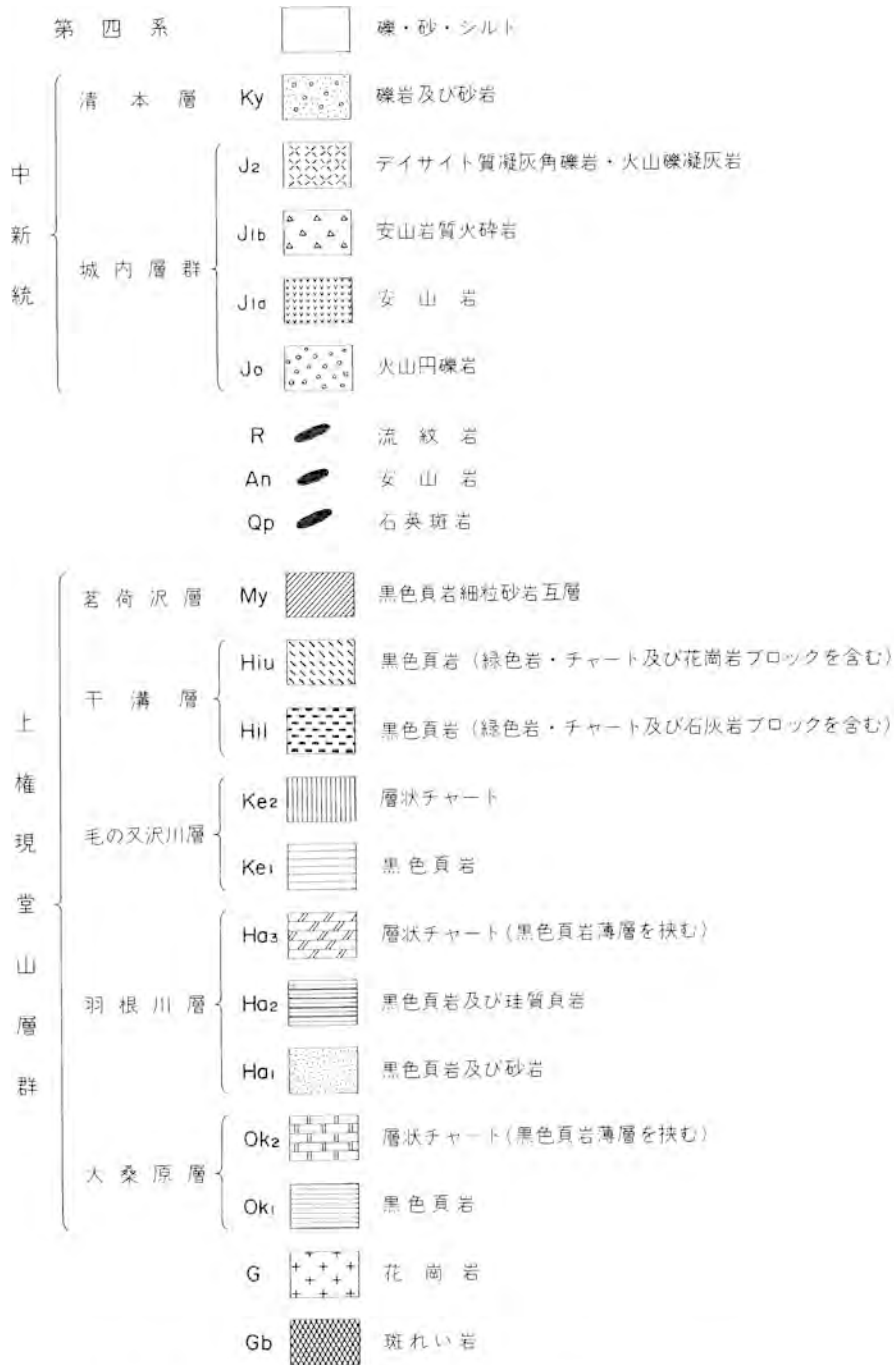 第四系 礫・砂・シルト
中新統
清本層 Ky 礫岩及び砂岩
城内層群
J2 デイサイト質凝灰角礫岩・火山礫凝灰岩
J1b 安山岩質火砕岩
J1a 安山岩
J0 火山円礫岩
R 流紋岩
An 安山岩
Qp 石英斑岩
上権現堂山層群
茗荷沢層 My 黒色頁岩細粒砂岩互層
干溝層
Hiu 黒色頁岩(緑色岩・チャート及び花崗岩ブロックを含む)
Hil 黒色頁岩(緑色岩・チャート及び石灰岩ブロックを含む)
毛の又沢川層
Ke2 層状チャート
Ke1 黒色頁岩
羽根川層
Ha3 層状チャート(黒色頁岩薄層を挟む)
Ha2 黒色頁岩及び珪質頁岩
Ha1 黒色頁岩及び砂岩
大桑原層
Ok2 層状チャート(黒色頁岩薄層を挟む)
Ok1 黒色頁岩
G 花崗岩
Gb 斑れい岩